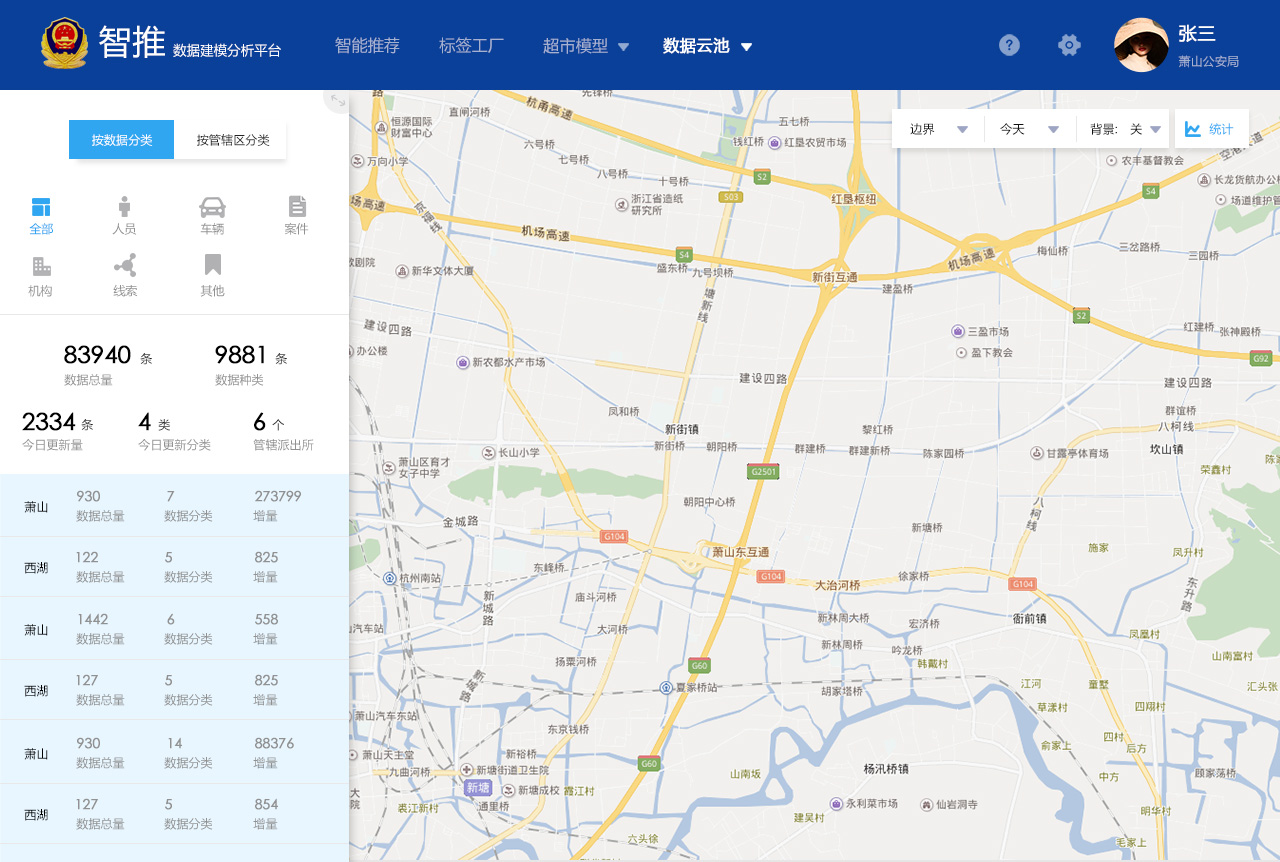 智推 数据建模分析平台
智能推荐
标签工厂
超市模型
数据云池
张三
萧山公安局
按数据分类
按管辖区分类
全部
人员
车辆
案件
机构
线索
其他
83940 条
数据总量
9881 条
数据种类
2334 条
今日更新量
4 类
今日更新分类
6 个
管辖派出所
萧山
930
数据总量
7
数据分类
273799
增量
西湖
122
数据总量
5
数据分类
825
增量
萧山
1442
数据总量
6
数据分类
558
增量
西湖
127
数据总量
5
数据分类
825
增量
萧山
930
数据总量
14
数据分类
88376
增量
西湖
127
数据总量
5
数据分类
854
增量
边界
今天
背景: 关
统计
先锋桥
杭甬高速
直闸河桥
恒源国际
财富中心
六号桥
七号桥
万向小学
八号桥
十号桥
五七桥
钱红桥
红垦农贸市场
农丰基督教会
空港高速
长龙货航办公楼
场道维护管
S2
S03
S4
浙江省造纸
研究所
红垦枢纽
场高速
机场高速
S4
盛东桥
九号坝桥
新华文体大厦
新街互通
机场高速
梅仙桥
三岔路桥
三园桥
建盈桥
塘新线
S2
建设四路
办公楼
三盈市场
盈下教会
红建桥
张神殿桥
G92
新农都水产市场
建设四路
建设四路
凤和桥
新街镇
新街桥
朝阳桥
群建桥
黎红桥
群建新桥
陈家园桥
群谊桥
八柯线
甘露亭体育场
坎山镇
长山小学
萧山区育才
女子中学
G2501
荣鑫村
朝阳中心桥
金城路
G104
八柯线
新塘桥
萧山东互通
施家
凤升村
东峰桥
G104
杭州南站
新城路
庙斗河桥
大治河桥
徐家桥
G104
东升路
大河桥
汽车站
新林周大桥
宏济桥
衙前镇
凤凰村
新林周桥
吟龙桥
韩戴村
山南富村
扬粟河桥
G60
新城路
夏家桥站
胡家塔桥
江河
童墅
汇头张
草漾村
四翔村
萧山汽车东站
东京钱桥
俞家上
四村
后方
萧山天主堂
新裕桥
九曲河桥
新塘街道卫生院
G60
山南坂
杨汛桥镇
中方
顾家荡桥
新塘
新塘成校
霞江村
通里桥
裘江新村
永利菜市场
仙岩洞寺
建吴村
明华村
六头徐
毛家上